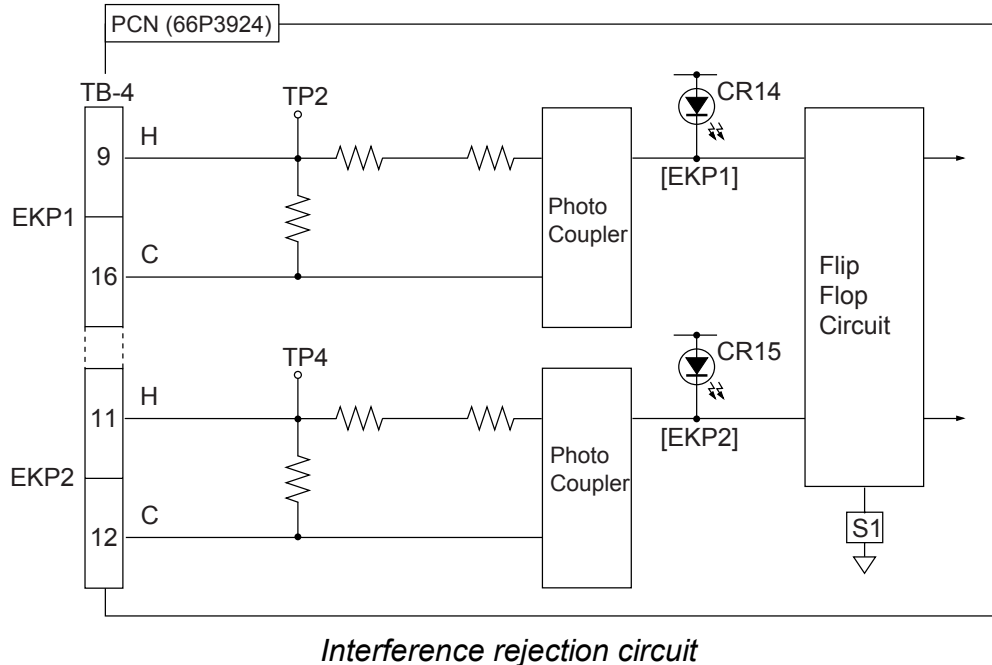 PCN (66P3924)
TB-4
TP2
CR14
H
9
[EKP1]
EKP1
Photo
Coupler
C
16
Flip
Flop
Circuit
TP4
CR15
H
11
[EKP2]
EKP2
Photo
Coupler
C
12
S1
Interference rejection circuit